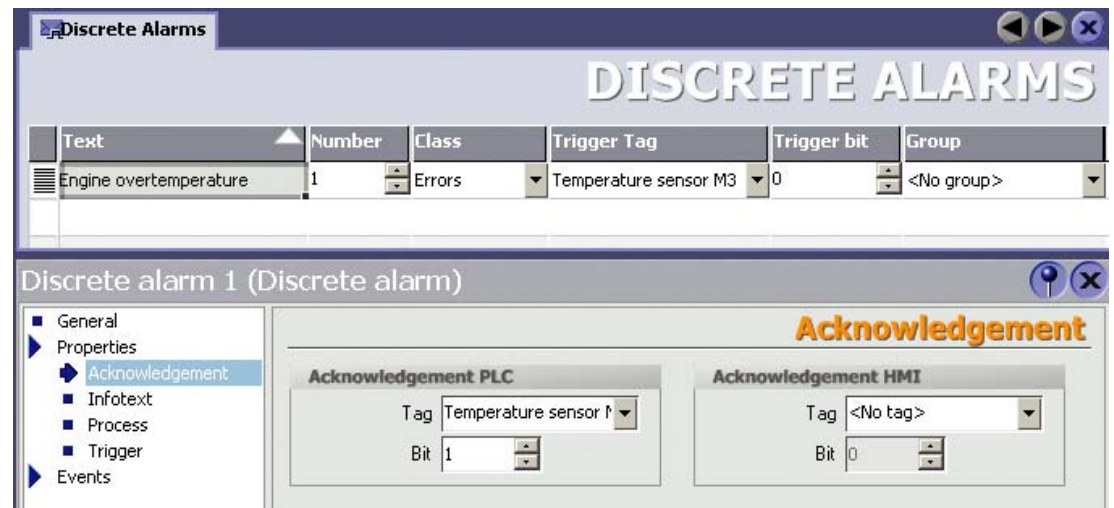 Discrete Alarms
DISCRETE ALARMS
Text Number Class Trigger Tag Trigger bit Group
Engine overtemperature 1 Errors Temperature sensor M3 0 <No group>
Discrete alarm 1 (Discrete alarm)
General
Properties
Acknowledgement
Infotext
Process
Trigger
Events
Acknowledgement
Acknowledgement PLC
Tag Temperature sensor
Bit 1
Acknowledgement HMI
Tag <No tag>
Bit 0